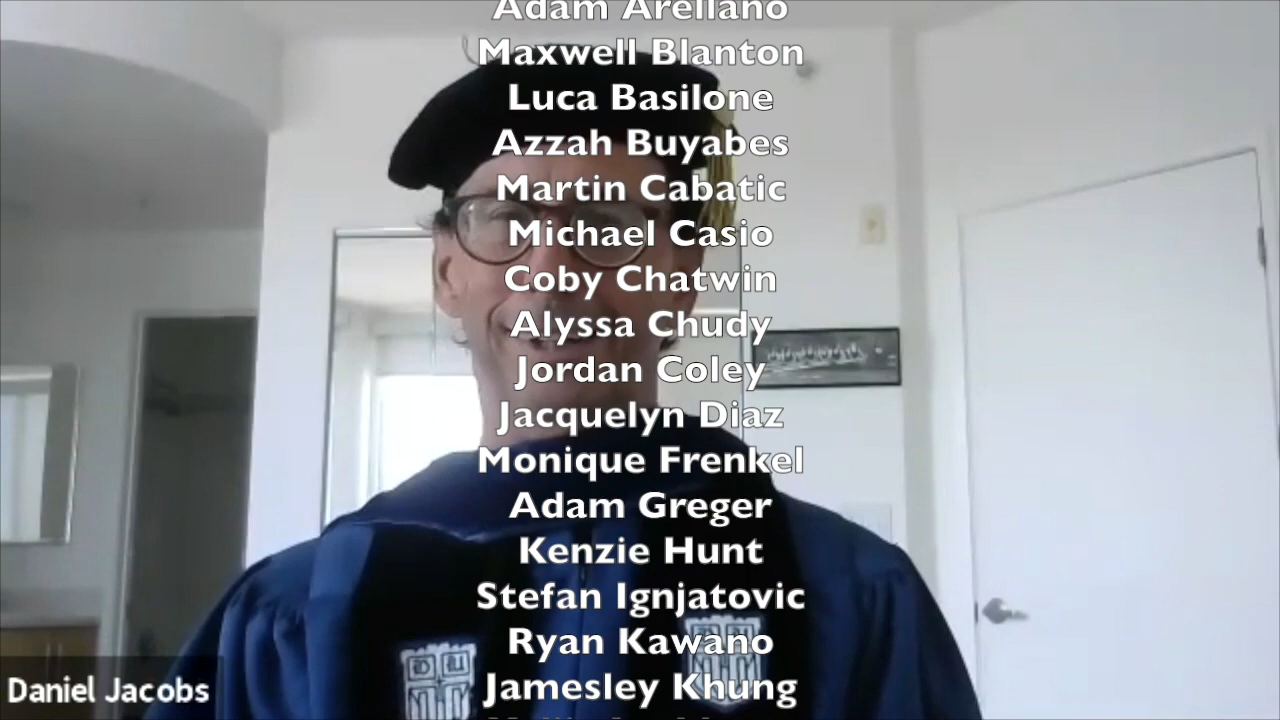 Adam Arellano
Maxwell Blanton
Luca Basilone
Azzah Buyabes
Martin Cabatic
Michael Casio
Coby Chatwin
Alyssa Chudy
Jordan Coley
Jacquelyn Diaz
Monique Frenkel
Adam Greger
Kenzie Hunt
Stefan Ignjatovic
Ryan Kawano
Jamesley Khung
Daniel Jacobs